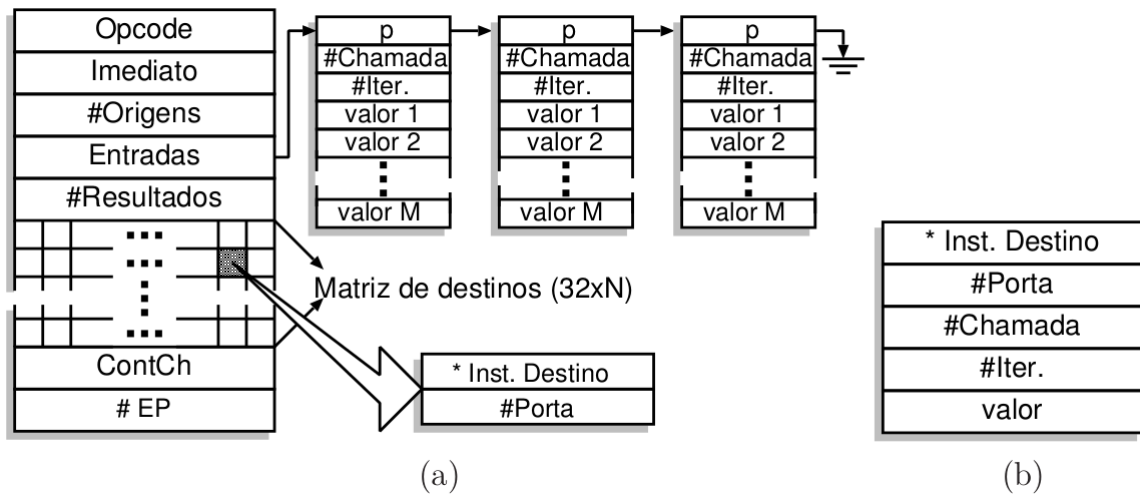 Opcode
Imediato
#Origens
Entradas
#Resultados
ContCh
# EP
p
#Chamada
#Iter.
valor 1
valor 2
valor M
p
#Chamada
#Iter.
valor 1
valor 2
valor M
p
#Chamada
#Iter.
valor 1
valor 2
valor M
Matriz de destinos (32xN)
* Inst. Destino
#Porta
(a)
* Inst. Destino
#Porta
#Chamada
#Iter.
valor
(b)